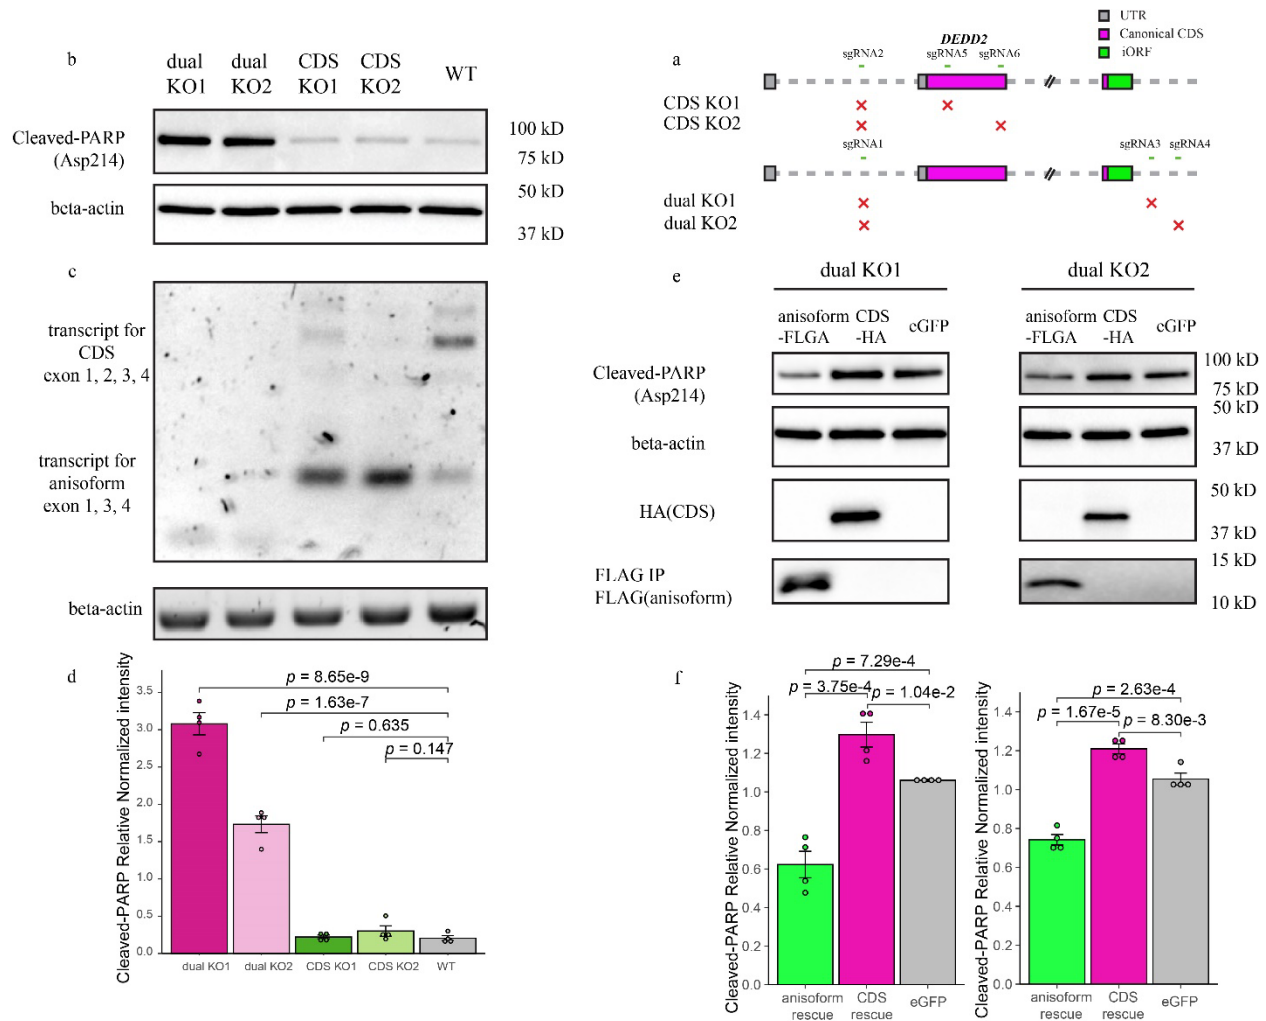 b
dual
KO1
dual
KO2
CDS
KO1
CDS
KO2
WT
Cleaved-PARP
(Asp214)
100 kD
75 kD
beta-actin
50 kD
37 kD
c
transcript for
CDS
exon 1, 2, 3, 4
transcript for
anisoform
exon 1, 3, 4
beta-actin
d
Cleaved-PARP Relative Normalized intensity
p = 8.65e-9
p = 1.63e-7
p = 0.635
p = 0.147
3.5
3.0
2.5
2.0
1.5
1.0
0.5
0.0
dual KO1
dual KO2
CDS KO1
CDS KO2
WT
a
UTR
Canonical CDS
iORF
DEDD2
sgRNA2
sgRNA5
sgRNA6
CDS KO1
CDS KO2
sgRNA1
sgRNA3
sgRNA4
dual KO1
dual KO2
e
dual KO1
dual KO2
anisoform
-FLGA
CDS
-HA
eGFP
anisoform
-FLGA
CDS
-HA
eGFP
Cleaved-PARP
(Asp214)
100 kD
75 kD
beta-actin
50 kD
37 kD
HA(CDS)
50 kD
37 kD
FLAG IP
FLAG(anisoform)
15 kD
10 kD
f
Cleaved-PARP Relative Normalized intensity
p = 7.29e-4
p = 3.75e-4
p = 1.04e-2
1.4
1.2
1.0
0.8
0.6
0.4
0.2
0.0
anisoform
rescue
CDS
rescue
eGFP
Cleaved-PARP Relative Normalized intensity
p = 2.63e-4
p = 1.67e-5
p = 8.30e-3
1.4
1.2
1.0
0.8
0.6
0.4
0.2
0.0
anisoform
rescue
CDS
rescue
eGFP